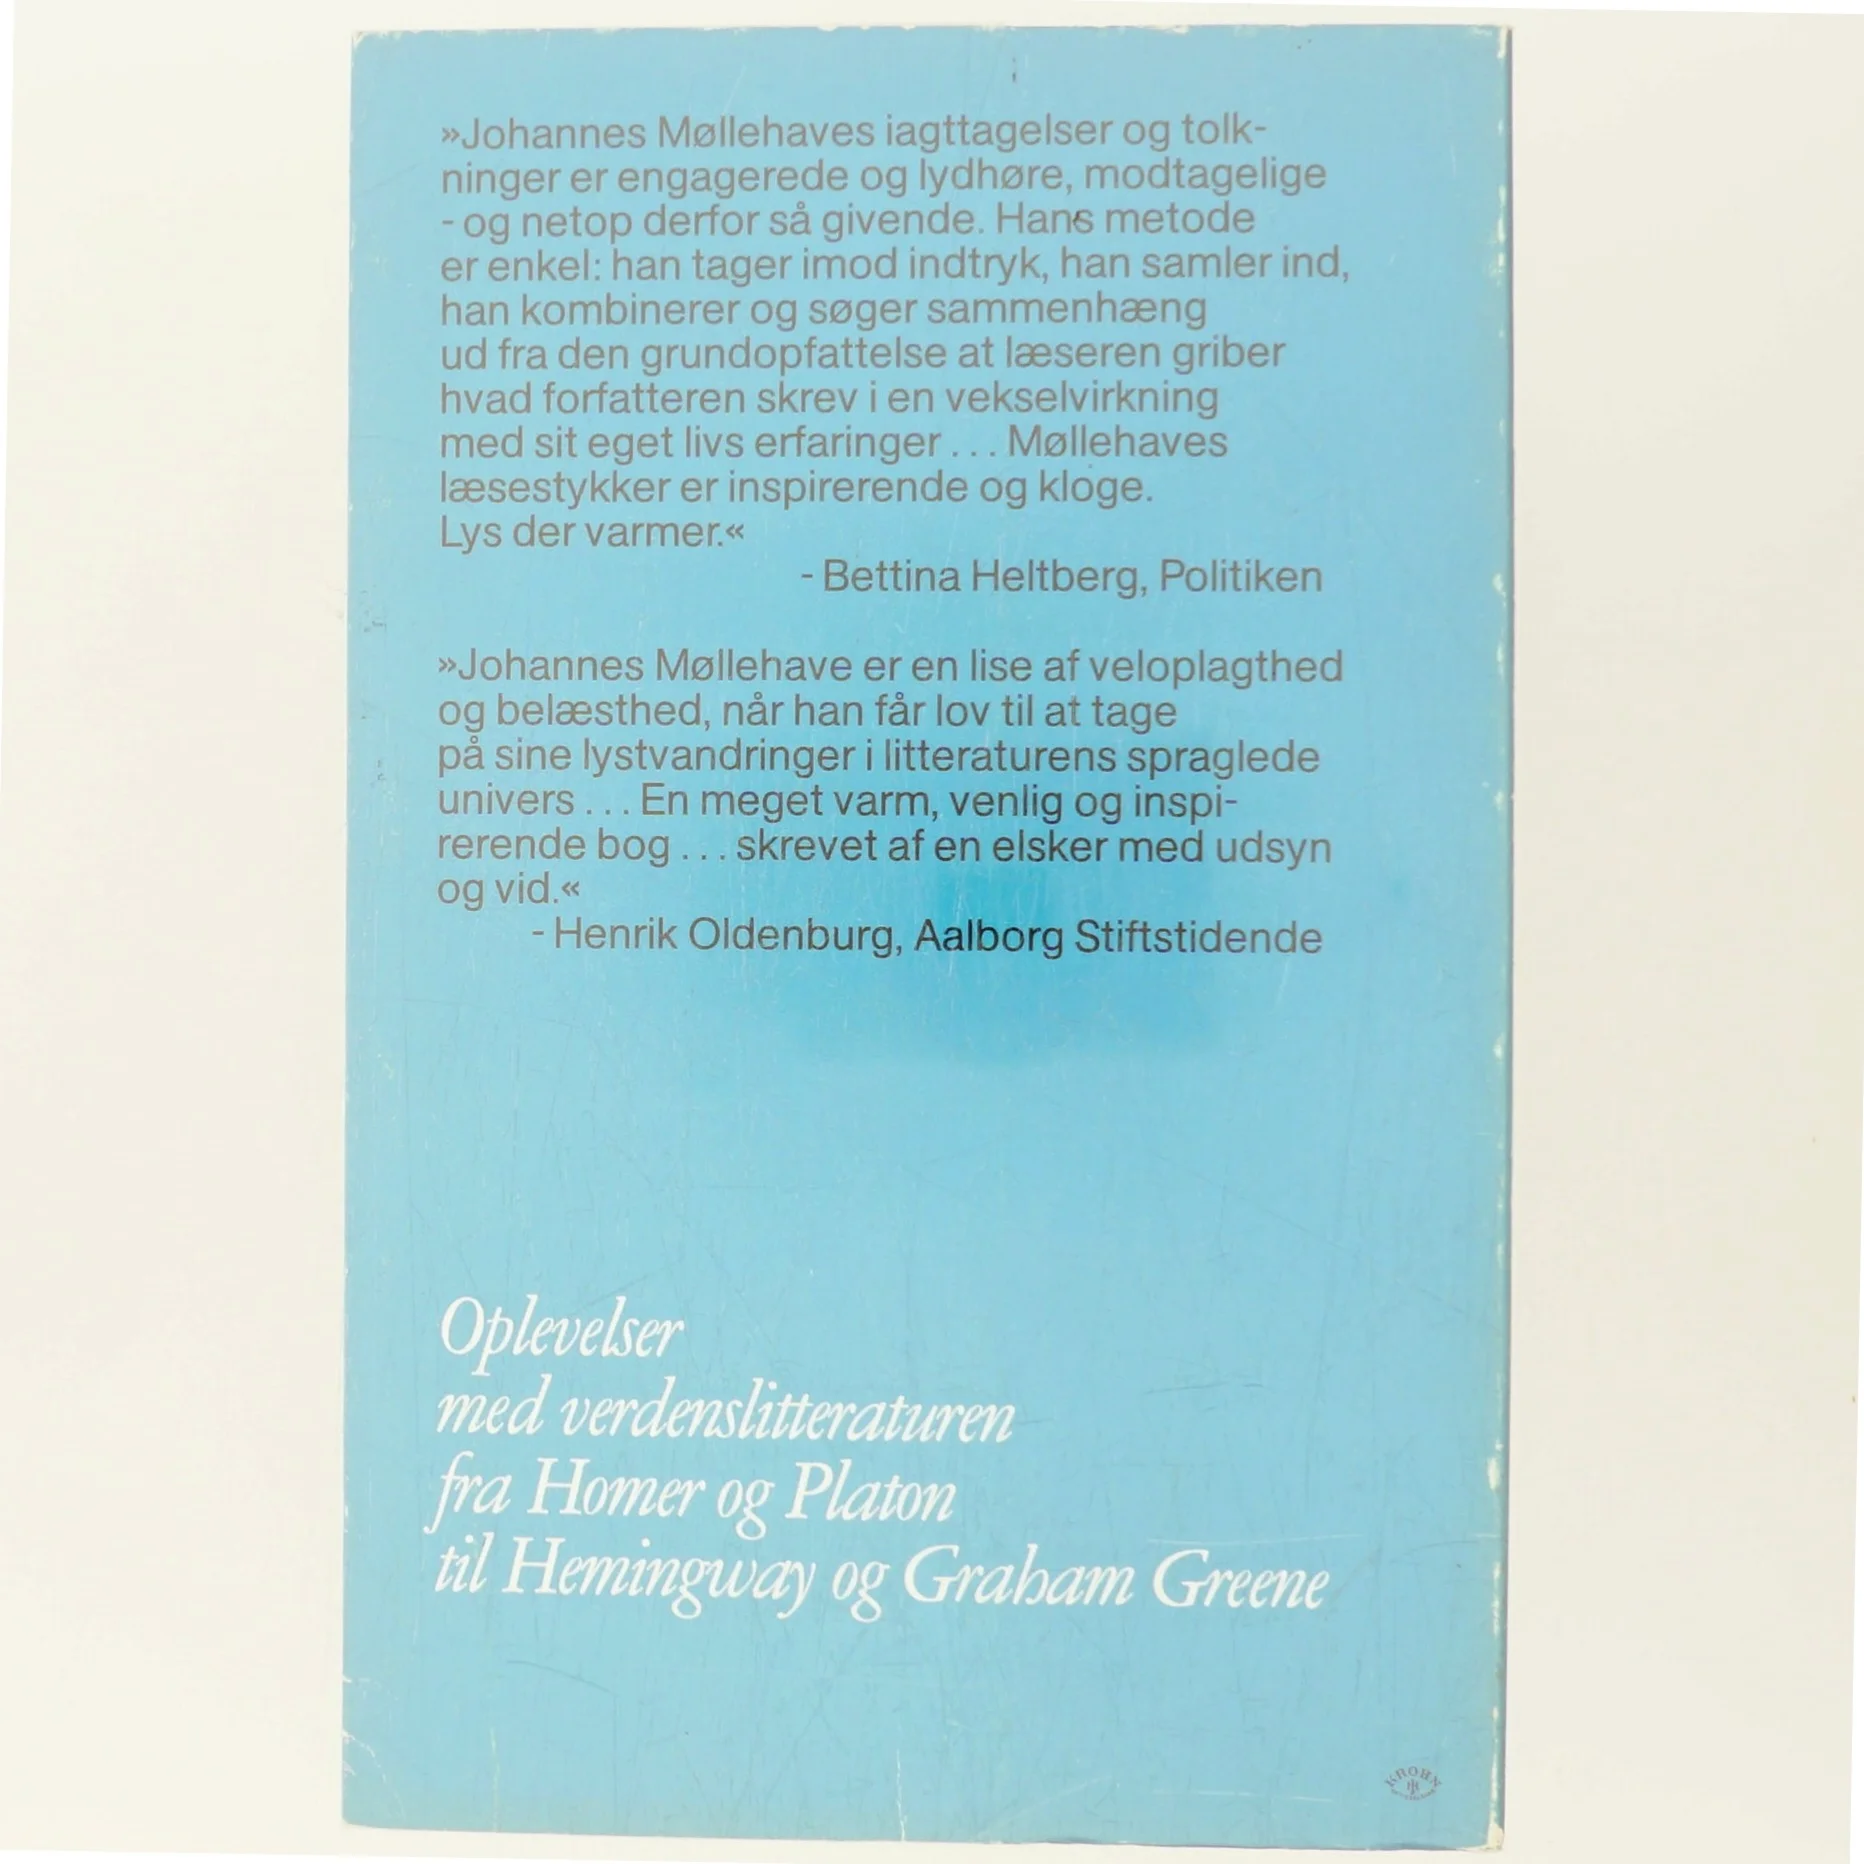 »Johannes Møllehaves iagttagelser og tolk-
ninger er engagerede og lydhøre, modtagelige
- og netop derfor så givende. Hans metode
er enkel: han tager imod indtryk, han samler ind,
han kombinerer og søger sammenhæng
ud fra den grundopfattelse at læseren griber
hvad forfatteren skrev i en vekselvirkning
med sit eget livs erfaringer . . . Møllehaves
læsestykker er inspirerende og kloge.
Lys der varmer.«
- Bettina Heltberg, Politiken
»Johannes Møllehave er en lise af veloplagthed
og belæsthed, når han får lov til at tage
på sine lystvandringer i litteraturens spraglede
univers . . . En meget varm, venlig og inspi-
rerende bog . . . skrevet af en elsker med udsyn
og vid.«
- Henrik Oldenburg, Aalborg Stiftstidende
Oplevelser
med verdenslitteraturen
fra Homer og Platon
til Hemingway og Graham Greene
KROHN